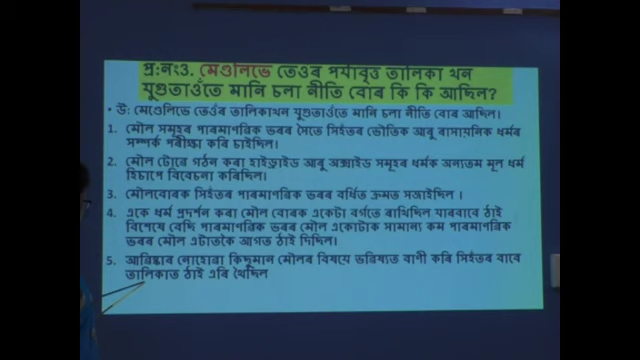 প্ৰ:নং3. মেণ্ডেলিভে তেওঁৰ পৰ্যাবৃত্ত তালিকা খন
যুগুতাওঁতে মানি চলা নীতি বোৰ কি কি আছিল?
• উ: মেণ্ডেলিভে তেওঁৰ তালিকাখন যুগুতাওঁতে মানি চলা নীতি বোৰ আছিল।
1. মৌল সমূহৰ পাৰমাণৱিক ভৰৰ সৈতে সিহঁতৰ ভৌতিক আৰু ৰাসায়নিক ধৰ্মৰ
সম্পৰ্ক পৰীক্ষা কৰি চাইছিল।
2. মৌল টোৱে গঠন কৰা হাইড্ৰাইড আৰু অক্সাইড সমূহৰ ধৰ্মক অন্যতম মূল ধৰ্ম
হিচাপে বিবেচনা কৰিছিল।
3. মৌলবোৰক সিহঁতৰ পাৰমাণৱিক ভৰৰ বৰ্ধিত ক্ৰমত সজাইছিল ।
4. একে ধৰ্ম প্ৰদৰ্শন কৰা মৌল বোৰক একেটা বৰ্গতে ৰাখিছিল যাৰবাবে ঠাই
বিশেষে বেছি পাৰমাণৱিক ভৰৰ মৌল একোটাক সামান্য কম পাৰমাণৱিক
ভৰৰ মৌল এটাতকৈ আগত ঠাই দিছিল।
5. আৱিষ্কাৰ নোহোৱা কিছুমান মৌলৰ বিষয়ে ভৱিষ্যত বাণী কৰি সিহঁতৰ বাবে
তালিকাত ঠাই এৰি থৈছিল